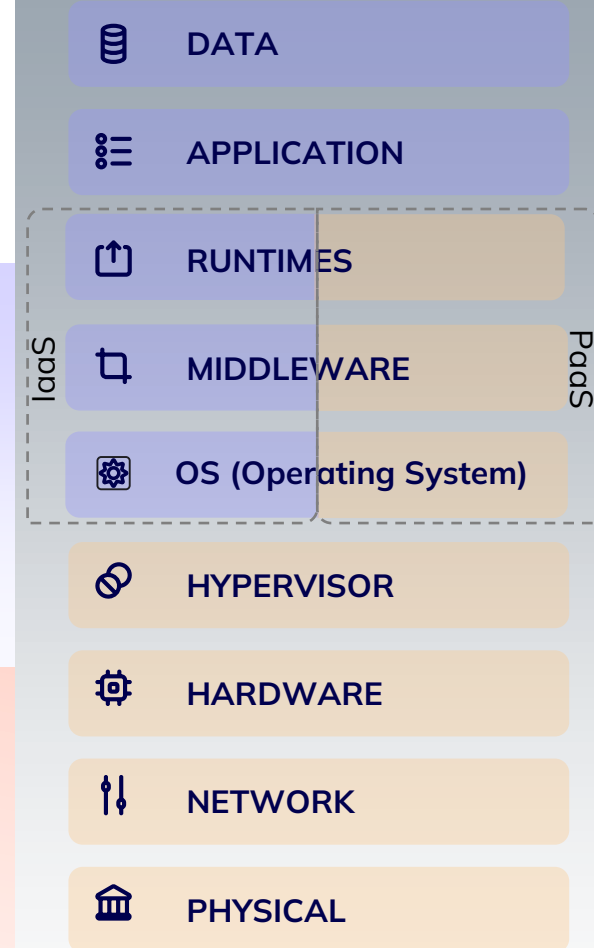 DATA
APPLICATION
RUNTIMES
IaaS
MIDDLEWARE
PaaS
OS (Operating System)
HYPERVISOR
HARDWARE
NETWORK
PHYSICAL